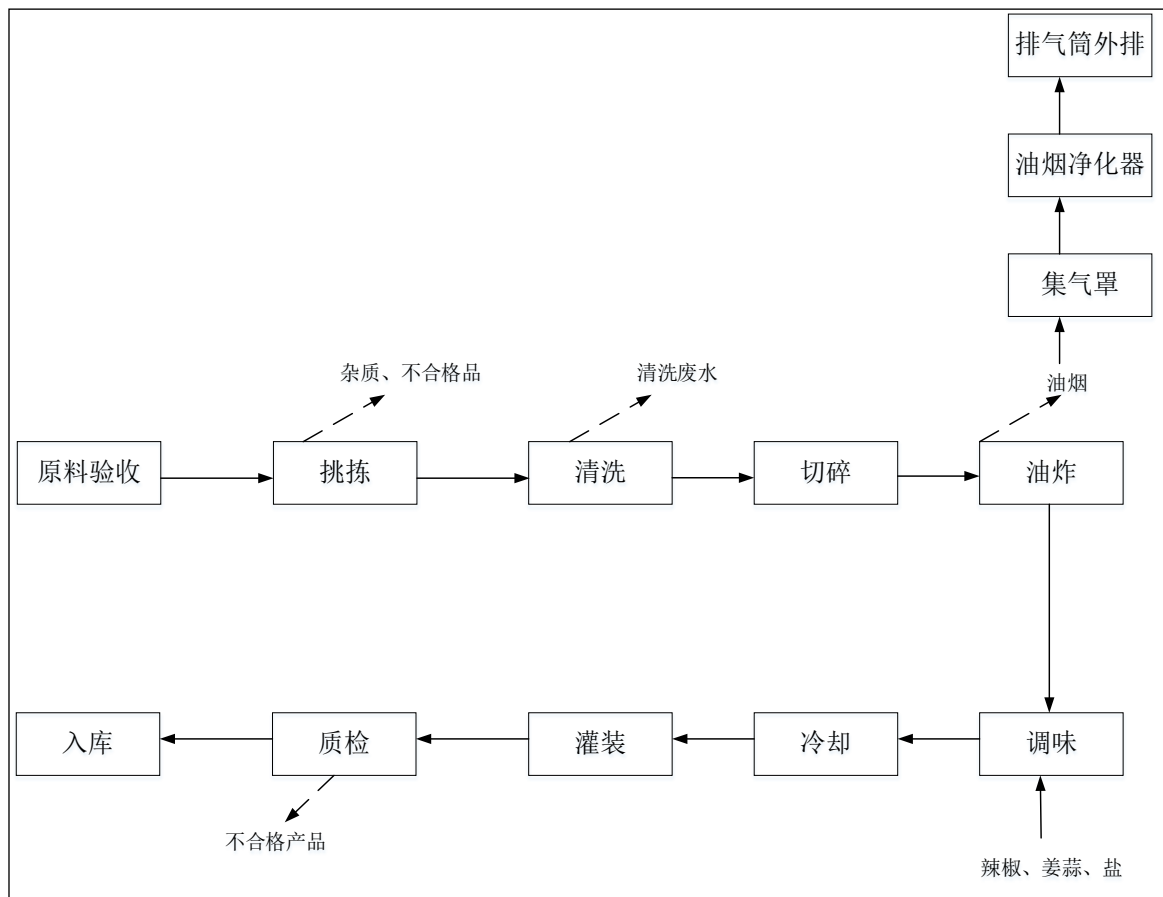 排气筒外排
油烟净化器
集气罩
杂质、不合格品
清洗废水
油烟
原料验收
挑拣
清洗
切碎
油炸
入库
质检
灌装
冷却
调味
不合格产品
辣椒、姜蒜、盐